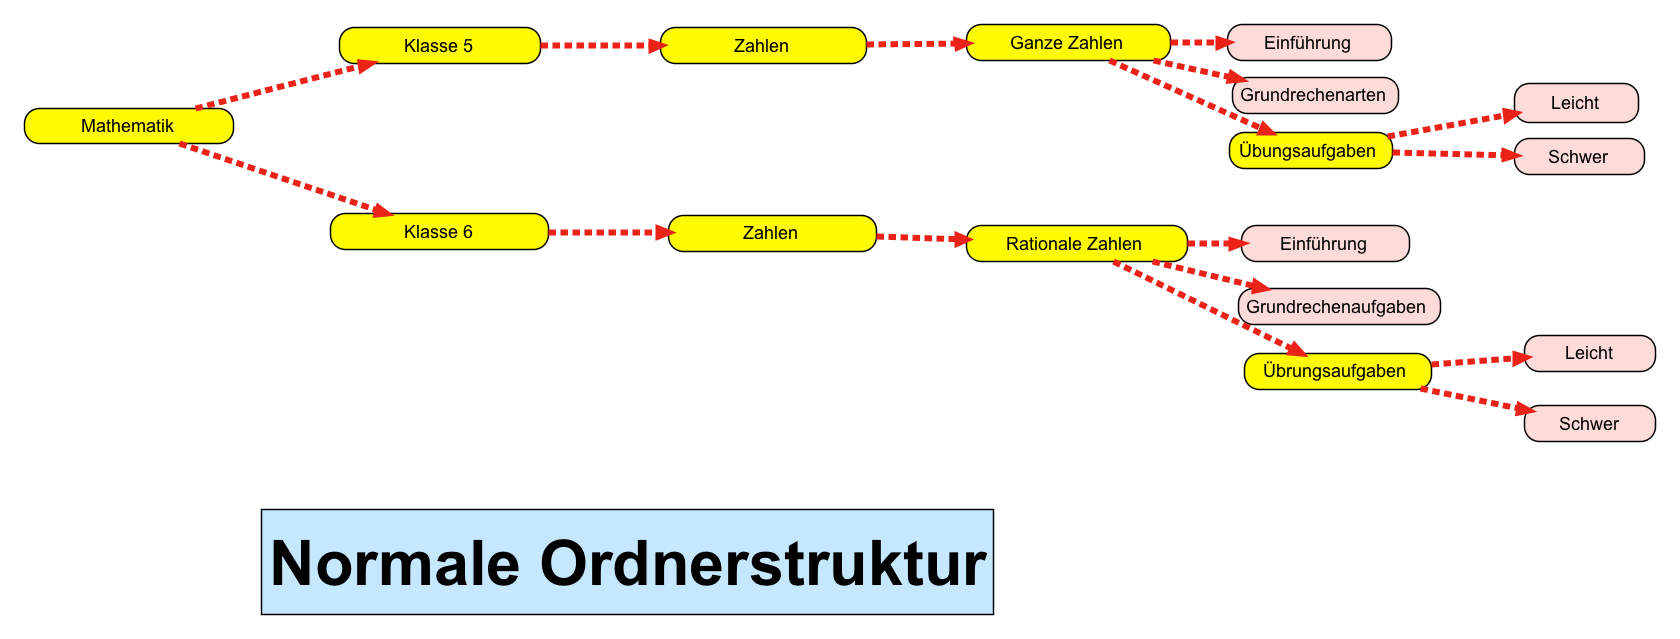 Mathematik
Klasse 5
Zahlen
Ganze Zahlen
Einführung
Grundrechenarten
Übungsaufgaben
Leicht
Schwer
Klasse 6
Zahlen
Rationale Zahlen
Einführung
Grundrechenaufgaben
Übrungsaufgaben
Leicht
Schwer
Normale Ordnerstruktur